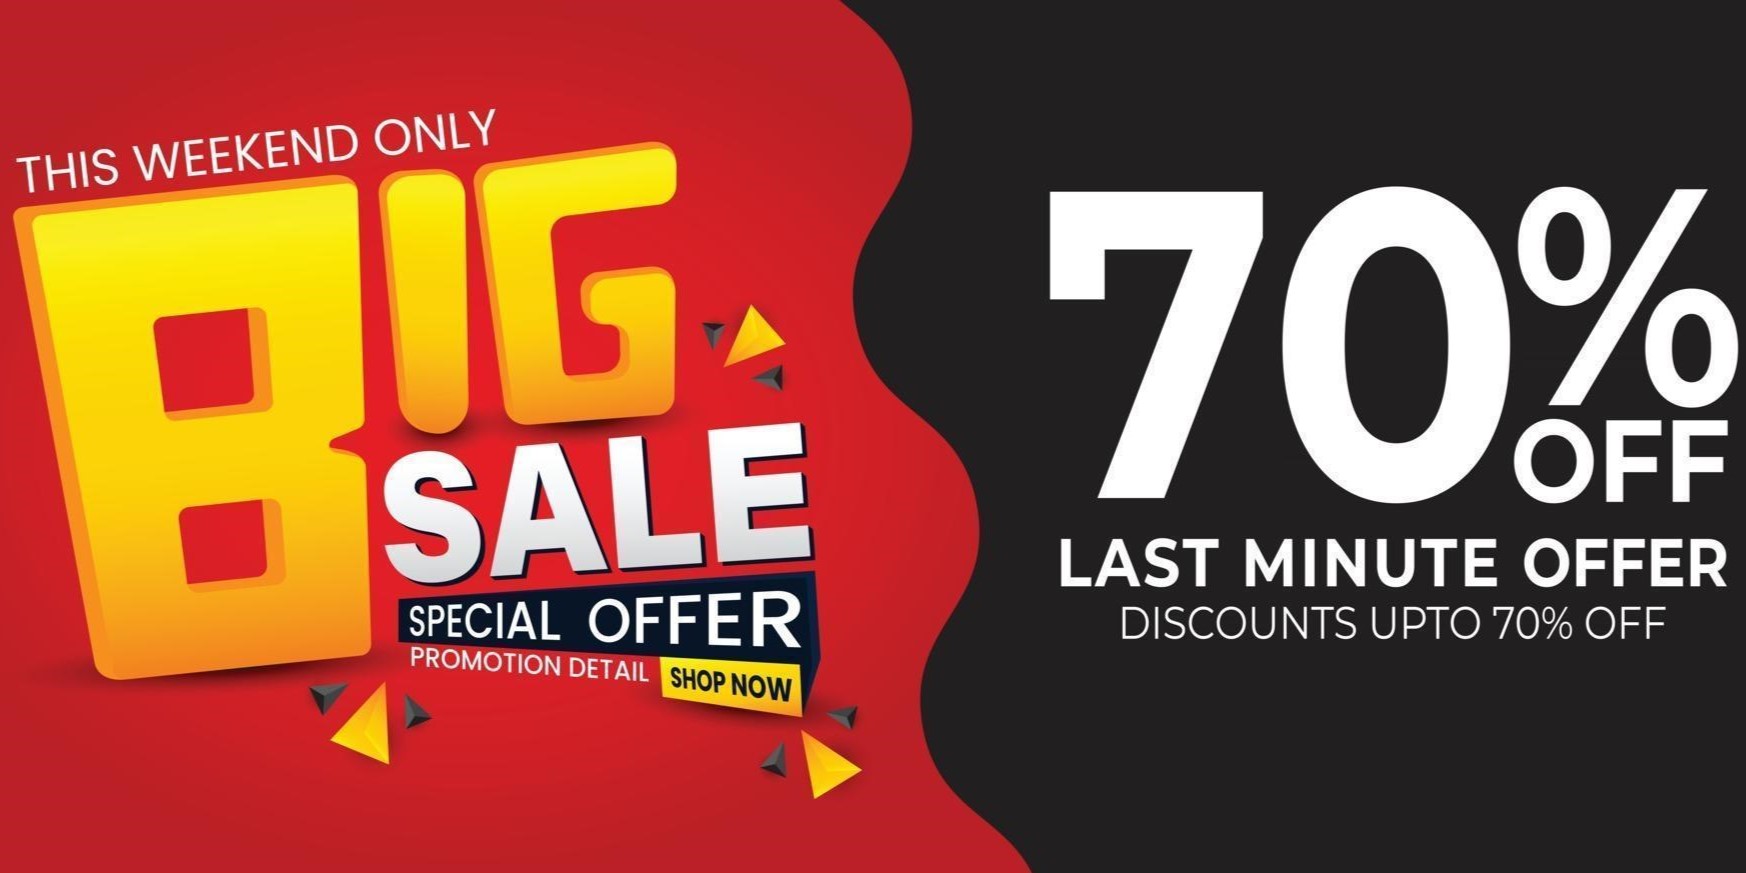 THIS WEEKEND ONLY
BIG
SALE
SPECIAL OFFER
PROMOTION DETAIL
SHOP NOW
70%
OFF
LAST MINUTE OFFER
DISCOUNTS UPTO 70% OFF